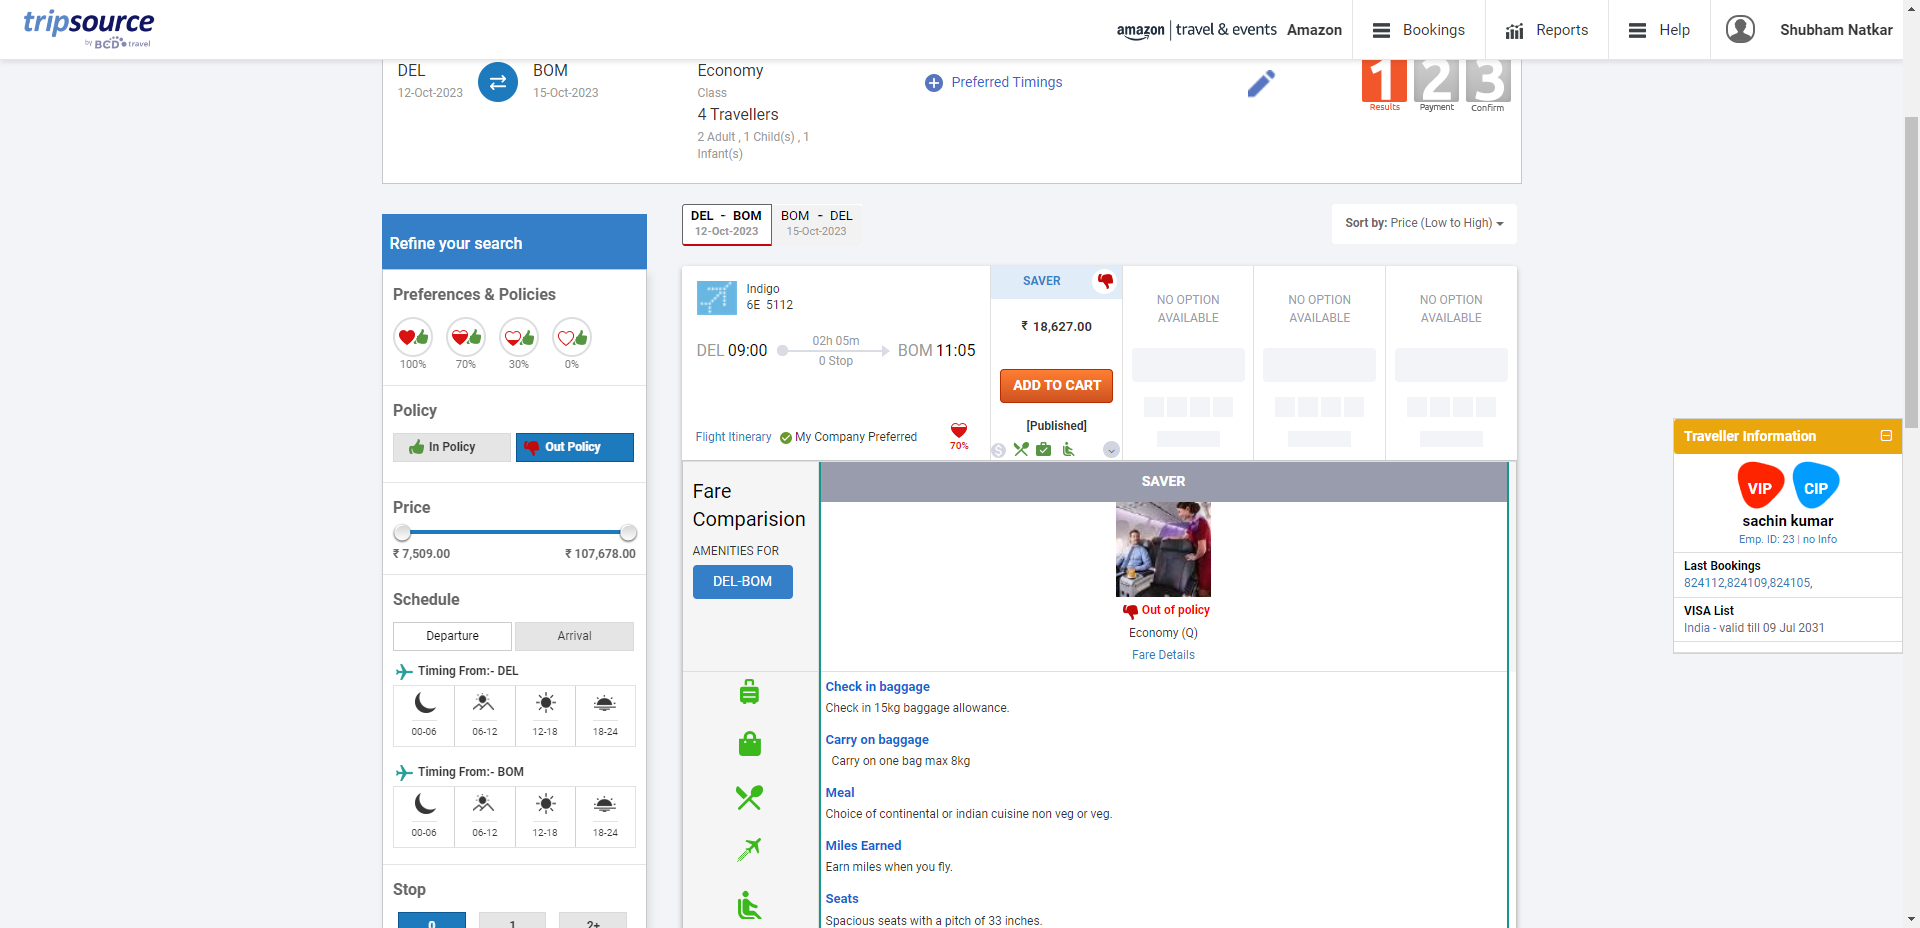 tripsource
by BCD travel
amazon | travel & events Amazon
Bookings
Reports
Help
Shubham Natkar
DEL
12-Oct-2023
BOM
15-Oct-2023
Economy
Class
4 Travellers
2 Adult , 1 Child(s) , 1
Infant(s)
Preferred Timings
1 2 3
Results Payment Confirm
DEL - BOM
12-Oct-2023
BOM - DEL
15-Oct-2023
Sort by: Price (Low to High)
Refine your search
Preferences & Policies
100% 70% 30% 0%
Policy
In Policy Out Policy
Price
₹ 7,509.00 ₹ 107,678.00
Schedule
Departure Arrival
Timing From:- DEL
00-06 06-12 12-18 18-24
Timing From:- BOM
00-06 06-12 12-18 18-24
Stop
0 1 2+
Indigo
6E 5112
DEL 09:00
02h 05m
0 Stop
BOM 11:05
Flight Itinerary
My Company Preferred
70%
SAVER
₹ 18,627.00
ADD TO CART
[Published]
NO OPTION
AVAILABLE
NO OPTION
AVAILABLE
NO OPTION
AVAILABLE
Fare
Comparision
AMENITIES FOR
DEL-BOM
SAVER
Out of policy
Economy (Q)
Fare Details
Check in baggage
Check in 15kg baggage allowance.
Carry on baggage
Carry on one bag max 8kg
Meal
Choice of continental or indian cuisine non veg or veg.
Miles Earned
Earn miles when you fly.
Seats
Spacious seats with a pitch of 33 inches.
Traveller Information
VIP CIP
sachin kumar
Emp. ID: 23 | no Info
Last Bookings
824112,824109,824105,
VISA List
India - valid till 09 Jul 2031